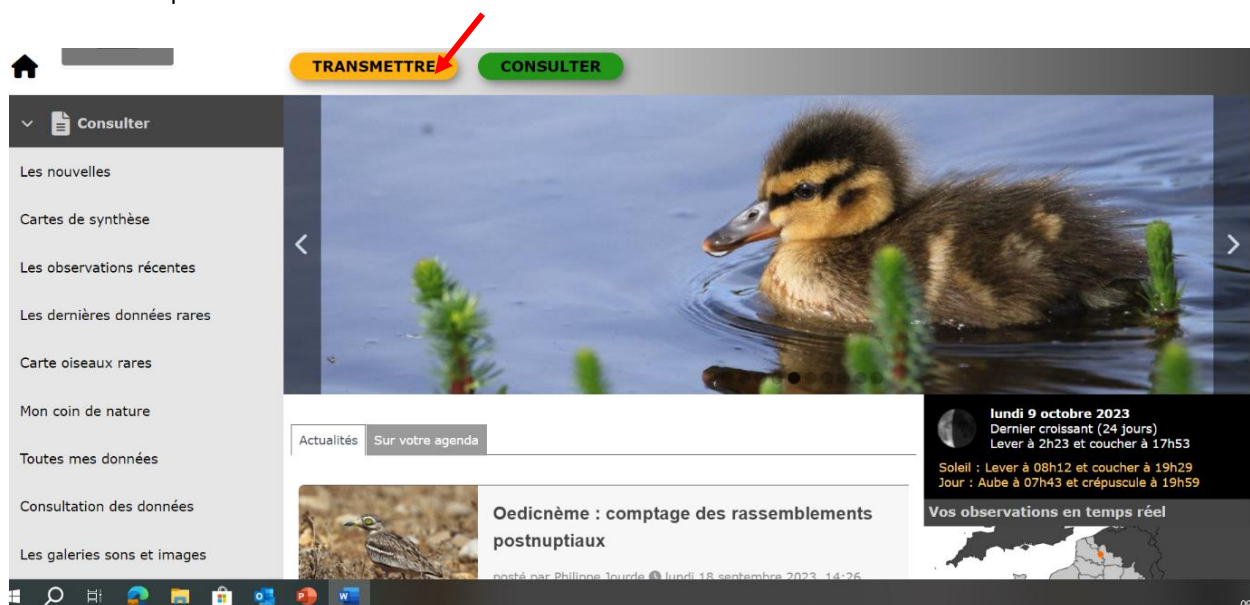 TRANSMETTRE
CONSULTER
Consulter
Les nouvelles
Cartes de synthèse
Les observations récentes
Les dernières données rares
Carte oiseaux rares
Mon coin de nature
Toutes mes données
Consultation des données
Les galeries sons et images
Actualités
Sur votre agenda
Oedicnème : comptage des rassemblements
postnuptiaux
posté par Philippe Jourde lundi 18 septembre 2023, 14:26
lundi 9 octobre 2023
Dernier croissant (24 jours)
Lever à 2h23 et coucher à 17h53
Soleil : Lever à 08h12 et coucher à 19h29
Jour : Aube à 07h43 et crépuscule à 19h59
Vos observations en temps réel